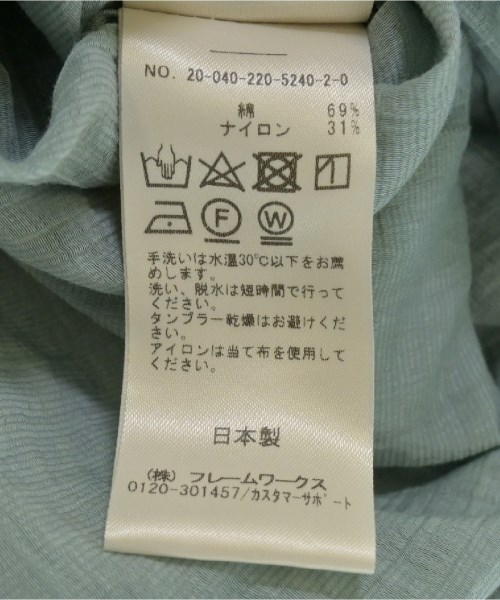 NO. 20-040-220-5240-2-0
綿 69%
ナイロン 31%
F W
手洗いは水温30℃以下をお薦
めします。
洗い、脱水は短時間で行って
ください。
タンブラー乾燥はお避けくだ
さい。
アイロンは当て布を使用して
ください。
日本製
(株) フレームワークス
0120-301457/カスタマーサポート